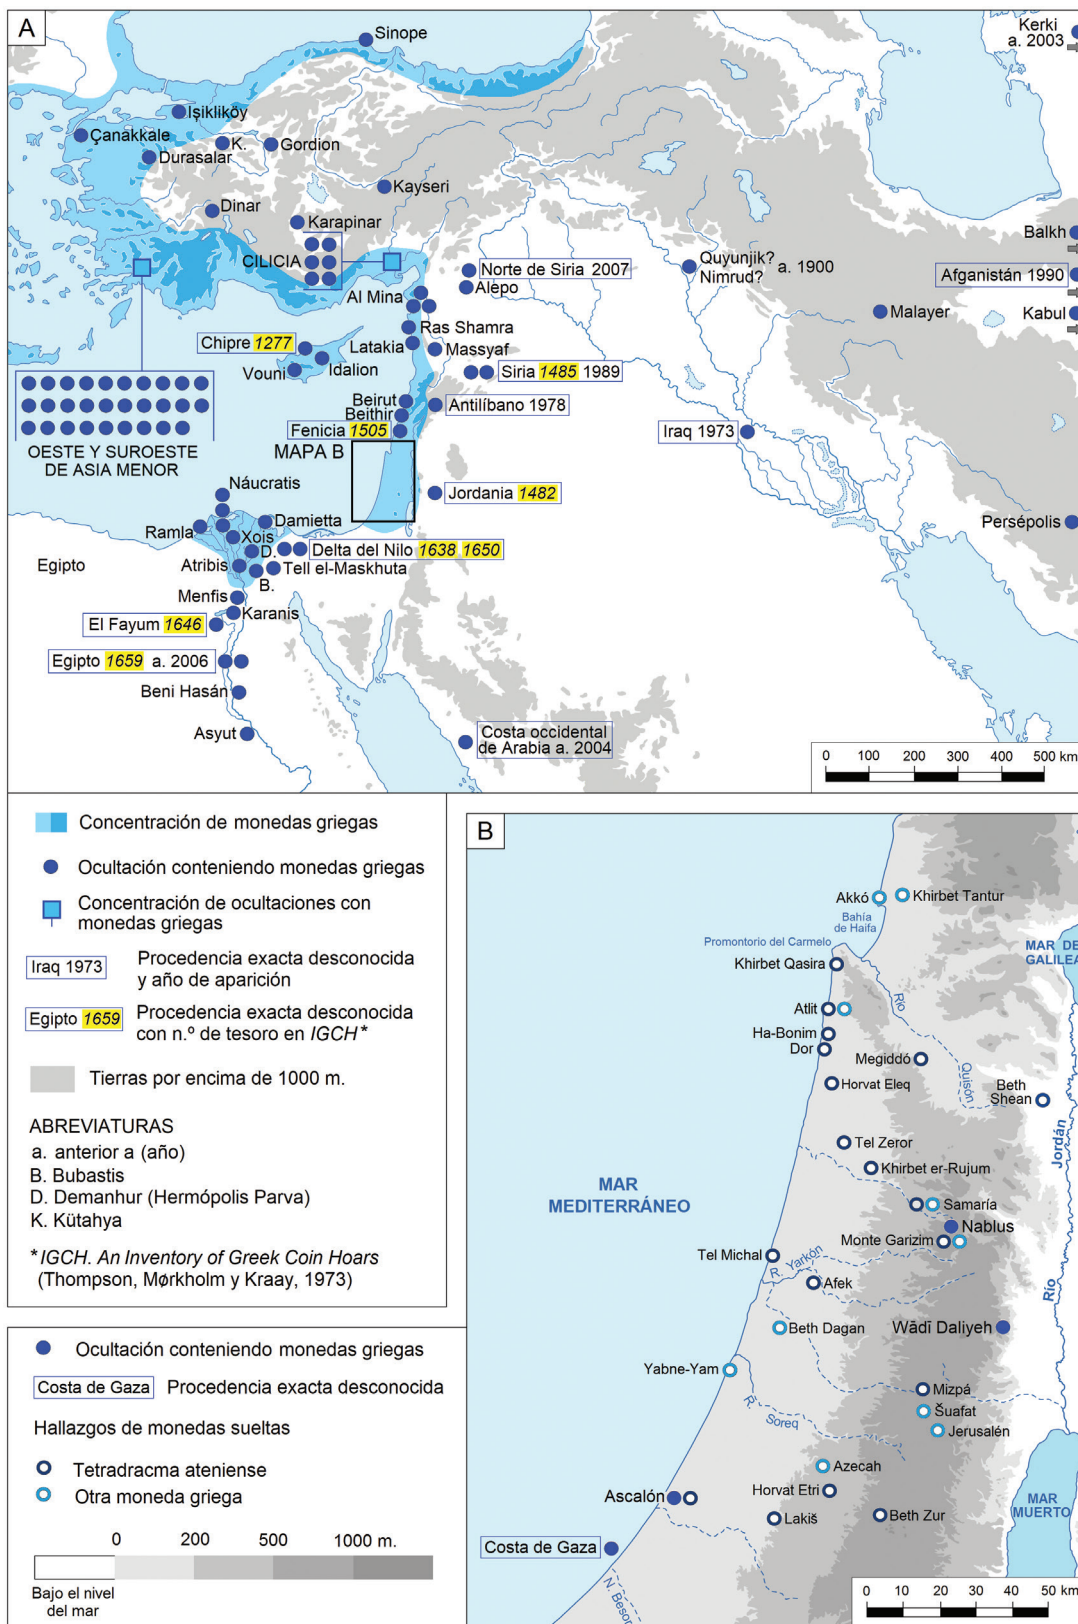 A
Sinope
Kerki
a. 2003
Işikliköy
Çanakkale
K.
Gordion
Durasalar
Kayseri
Dinar
Karapinar
CILICIA
Balkh
Quyunjik?
Nimrud?
a. 1900
Norte de Siria 2007
Afganistán 1990
Alepo
Al Mina
Malayer
Kabul
Ras Shamra
Chipre 1277
Latakia
Massyaf
Vouni
Idalion
Siria 1485 1989
Beirut
Antilíbano 1978
Beithir
Fenicia 1505
Iraq 1973
OESTE Y SUROESTE
DE ASIA MENOR
MAPA B
Náucratis
Jordania 1482
Ramla
Damietta
Persépolis
Xois
D.
Delta del Nilo 1638 1650
Egipto
Atribis
B.
Tell el-Maskhuta
Menfis
Karanis
El Fayum 1646
Egipto 1659 a. 2006
Beni Hasán
Asyut
Costa occidental
de Arabia a. 2004
0 100 200 300 400 500 km
Concentración de monedas griegas
Ocultación conteniendo monedas griegas
Concentración de ocultaciones con
monedas griegas
Iraq 1973
Procedencia exacta desconocida
y año de aparición
Egipto 1659
Procedencia exacta desconocida
con n.º de tesoro en IGCH*
Tierras por encima de 1000 m.
ABREVIATURAS
a. anterior a (año)
B. Bubastis
D. Demanhur (Hermópolis Parva)
K. Kütahya
*IGCH. An Inventory of Greek Coin Hoars
(Thompson, Mørkholm y Kraay, 1973)
Ocultación conteniendo monedas griegas
Costa de Gaza
Procedencia exacta desconocida
Hallazgos de monedas sueltas
Tetradracma ateniense
Otra moneda griega
0 200 500 1000 m.
Bajo el nivel
del mar
B
Akkó
Khirbet Tantur
Bahía
de Haifa
Promontorio del Carmelo
MAR DE
GALILEA
Khirbet Qasira
Río
Quisón
Atlit
Ha-Bonim
Dor
Megiddó
Horvat Eleq
Beth
Shean
Jordán
Río
Tel Zeror
Khirbet er-Rujum
MAR
MEDITERRÁNEO
Samaría
Nablus
Monte Garizim
Tel Michal
R. Yarkón
Afek
Beth Dagan
Wādī Daliyeh
Yabne-Yam
R. Soreq
Mizpá
Šuafat
Jerusalén
Azecah
Horvat Etri
Ascalón
Lakiš
Beth Zur
MAR
MUERTO
Costa de Gaza
N. Besor
0 10 20 30 40 50 km